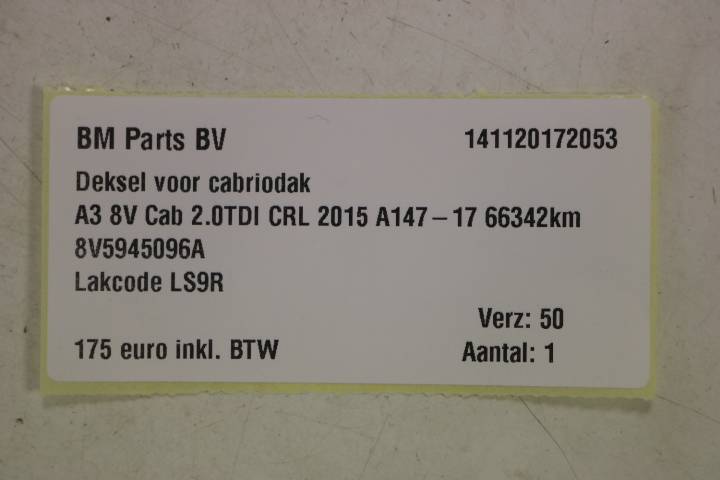 BM Parts BV 141120172053
Deksel voor cabriodak
A3 8V Cab 2.0TDI CRL 2015 A147-17 66342km
8V5945096A
Lakcode LS9R
Verz: 50
175 euro inkl. BTW Aantal: 1